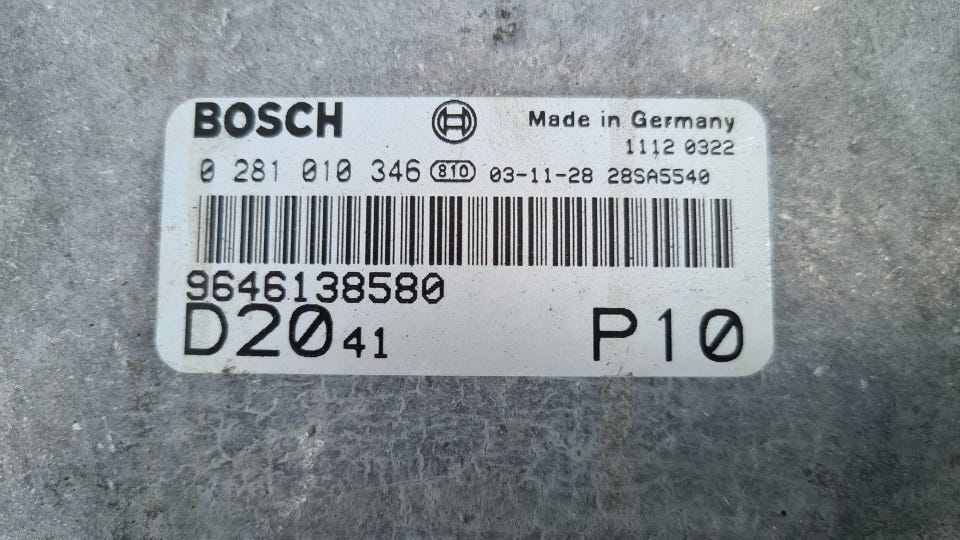 BOSCH Made in Germany
1112 0322
0 281 010 346 810 03-11-28 28SA5540
9646138580
D20 41 P10